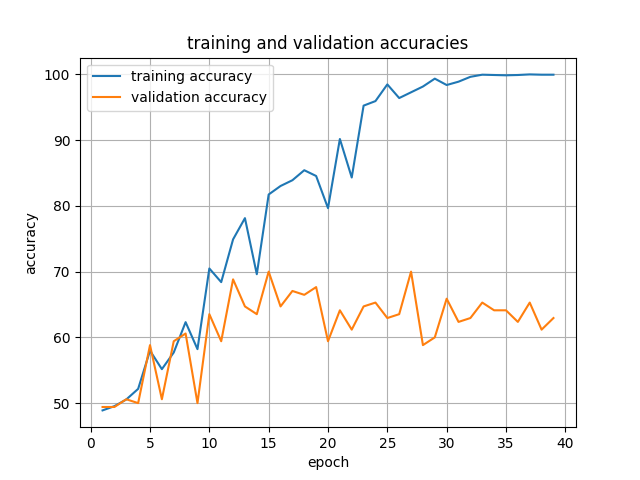 training and validation accuracies
training accuracy
validation accuracy
accuracy
100
90
80
70
60
50
0 5 10 15 20 25 30 35 40
epoch